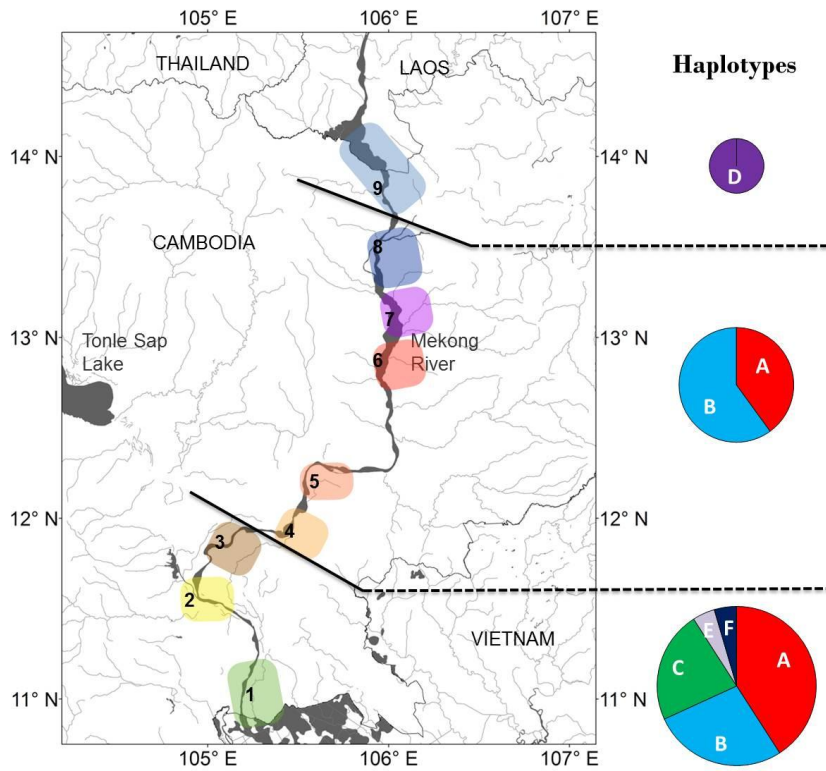 105° E 106° E
THAILAND
LAOS
Haplotypes
14° N
14° N
D
9
CAMBODIA
8
13° N
13° N
7
Tonle Sap
Lake
Mekong
River
6
A
B
5
12° N
12° N
4
3
2
VIETNAM
E
F
A
C
B
11° N
11° N
1
105° E 106° E 107° E